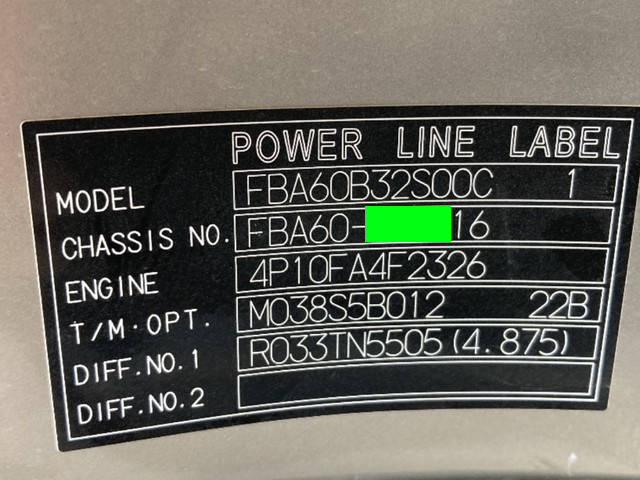 POWER LINE LABEL
MODEL FBA60B32S00C 1
CHASSIS NO. FBA60- 16
ENGINE 4P10FA4F2326
T/M·OPT. M038S5B012 22B
DIFF.NO.1 R033TN5505(4.875)
DIFF.NO.2